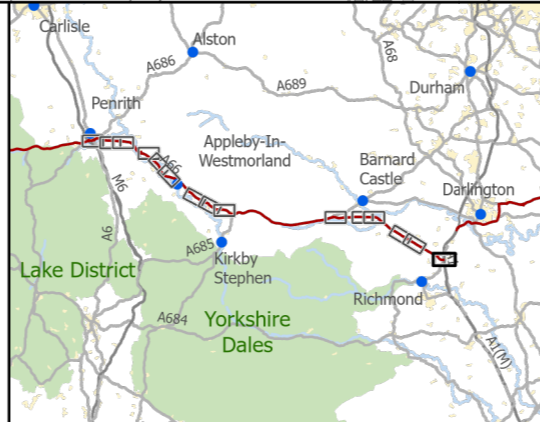 Carlisle
Alston
A686
A68
A689
Durham
Penrith
Appleby-In-
Westmorland
A66
Barnard
Castle
Darlington
M6
A6
A685
Lake District
Kirkby
Stephen
Richmond
A684
Yorkshire
Dales
A1(M)